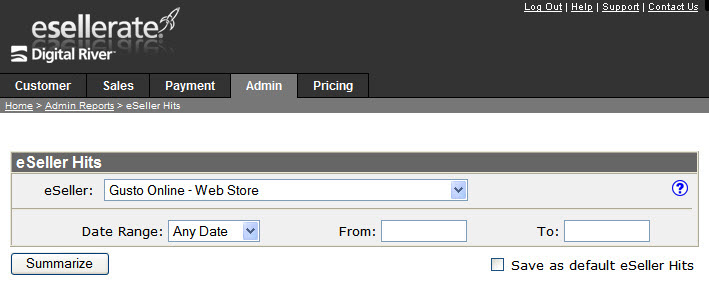 Log Out | Help | Support | Contact Us
esellerate.
Digital River
Customer Sales Payment Admin Pricing
Home > Admin Reports > eSeller Hits
eSeller Hits
eSeller: Gusto Online - Web Store ?
Date Range: Any Date From: To:
Summarize Save as default eSeller Hits